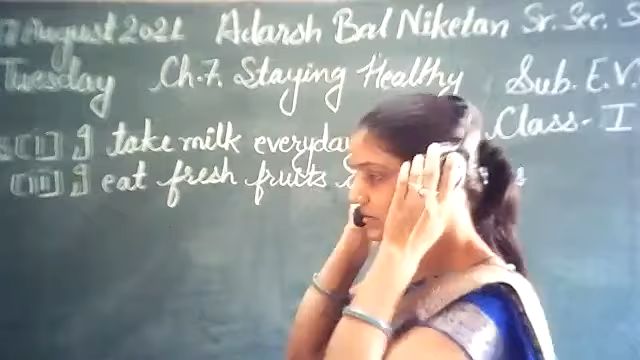 August 2021 Adarsh Bal Niketan Sr. Sec. S
Tuesday Ch.7. Staying Healthy Sub. E.V.
Class - I
[i] I take milk everyday
[ii] I eat fresh fruits